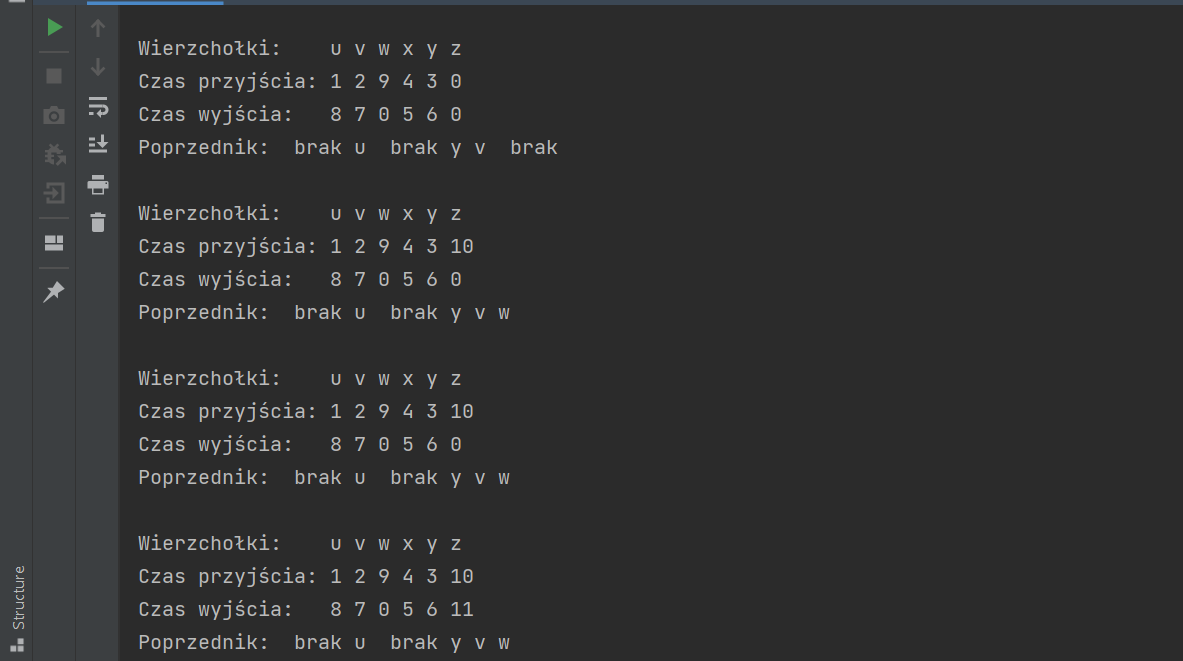 Wierzchołki:    u v w x y z
Czas przyjścia: 1 2 9 4 3 0
Czas wyjścia:   8 7 0 5 6 0
Poprzednik:  brak u  brak y v  brak
Wierzchołki:    u v w x y z
Czas przyjścia: 1 2 9 4 3 10
Czas wyjścia:   8 7 0 5 6 0
Poprzednik:  brak u  brak y v w
Wierzchołki:    u v w x y z
Czas przyjścia: 1 2 9 4 3 10
Czas wyjścia:   8 7 0 5 6 0
Poprzednik:  brak u  brak y v w
Wierzchołki:    u v w x y z
Czas przyjścia: 1 2 9 4 3 10
Czas wyjścia:   8 7 0 5 6 11
Poprzednik:  brak u  brak y v w
Structure